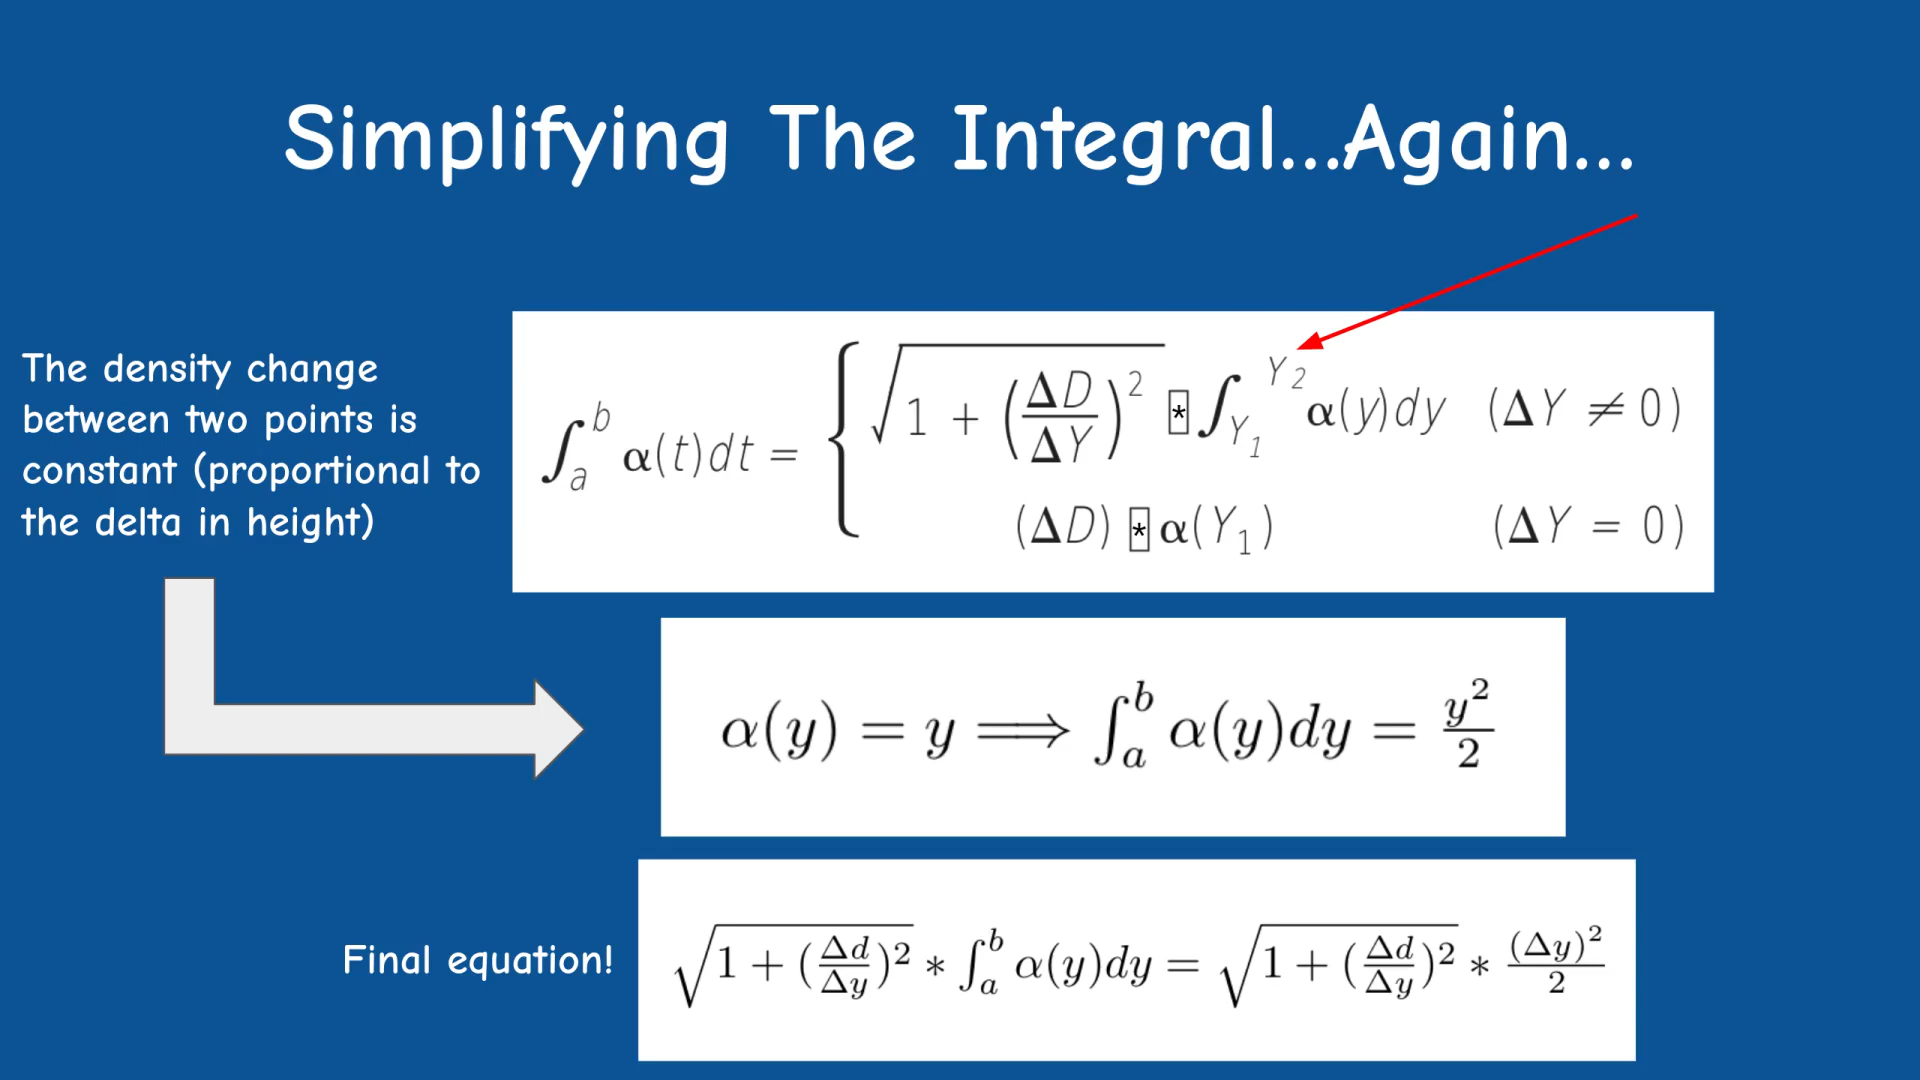 Simplifying The Integral...Again...
The density change
between two points is
constant (proportional to
the delta in height)
∫_a^b α(t)dt = { √(1 + (ΔD/ΔY)^2) * ∫_{Y_1}^{Y_2} α(y)dy (ΔY ≠ 0)
(ΔD) * α(Y_1) (ΔY = 0)
α(y) = y ⟹ ∫_a^b α(y)dy = y^2/2
Final equation!
√(1 + (Δd/Δy)^2) * ∫_a^b α(y)dy = √(1 + (Δd/Δy)^2) * (Δy)^2/2